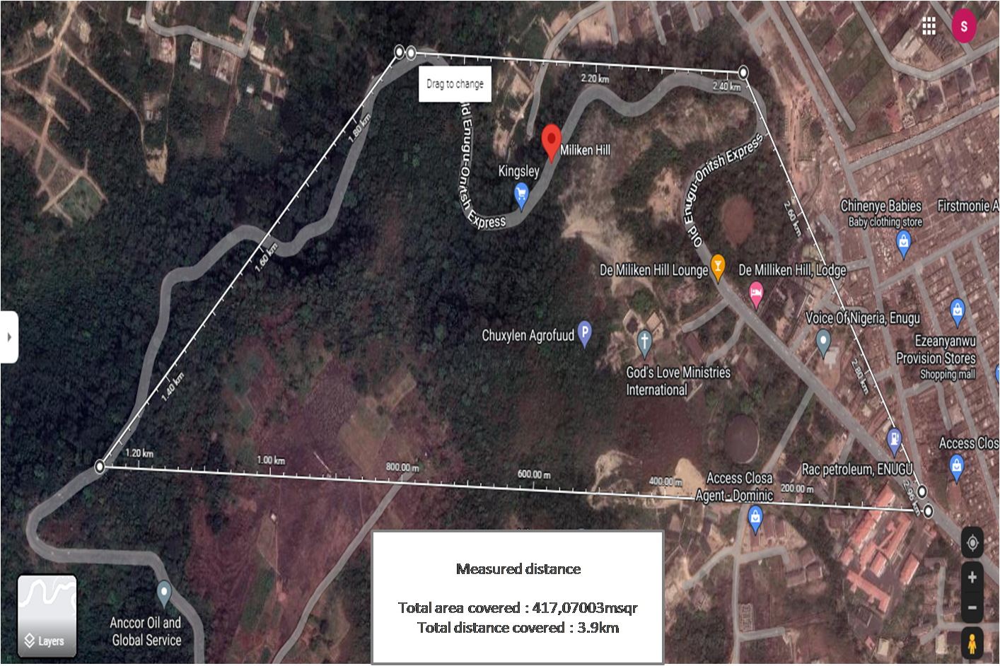 S
Drag to change
2.20 km
2.40 km
1.80 km
ld Enugu-Onitsh Express
Miliken Hill
Kingsley
Old Enugu-Onitsh Express
2.60 km
Chinenye Babies
Baby clothing store
Firstmonie A
1.60 km
De Miliken Hill Lounge
De Milliken Hill, Lodge
Voice Of Nigeria, Enugu
Chuxylen Agrofuud
P
Ezeanyanwu
Provision Stores
Shopping mall
God's Love Ministries
International
2.80 km
1.40 km
1.20 km
1.00 km
800.00 m
600.00 m
400.00 m
200.00 m
Access Clos
Rac petroleum, ENUGU
2.96 km
Access Closa
Agent - Dominic
Measured distance
Total area covered : 417,07003msqr
Total distance covered : 3.9km
Anccor Oil and
Global Service
Layers